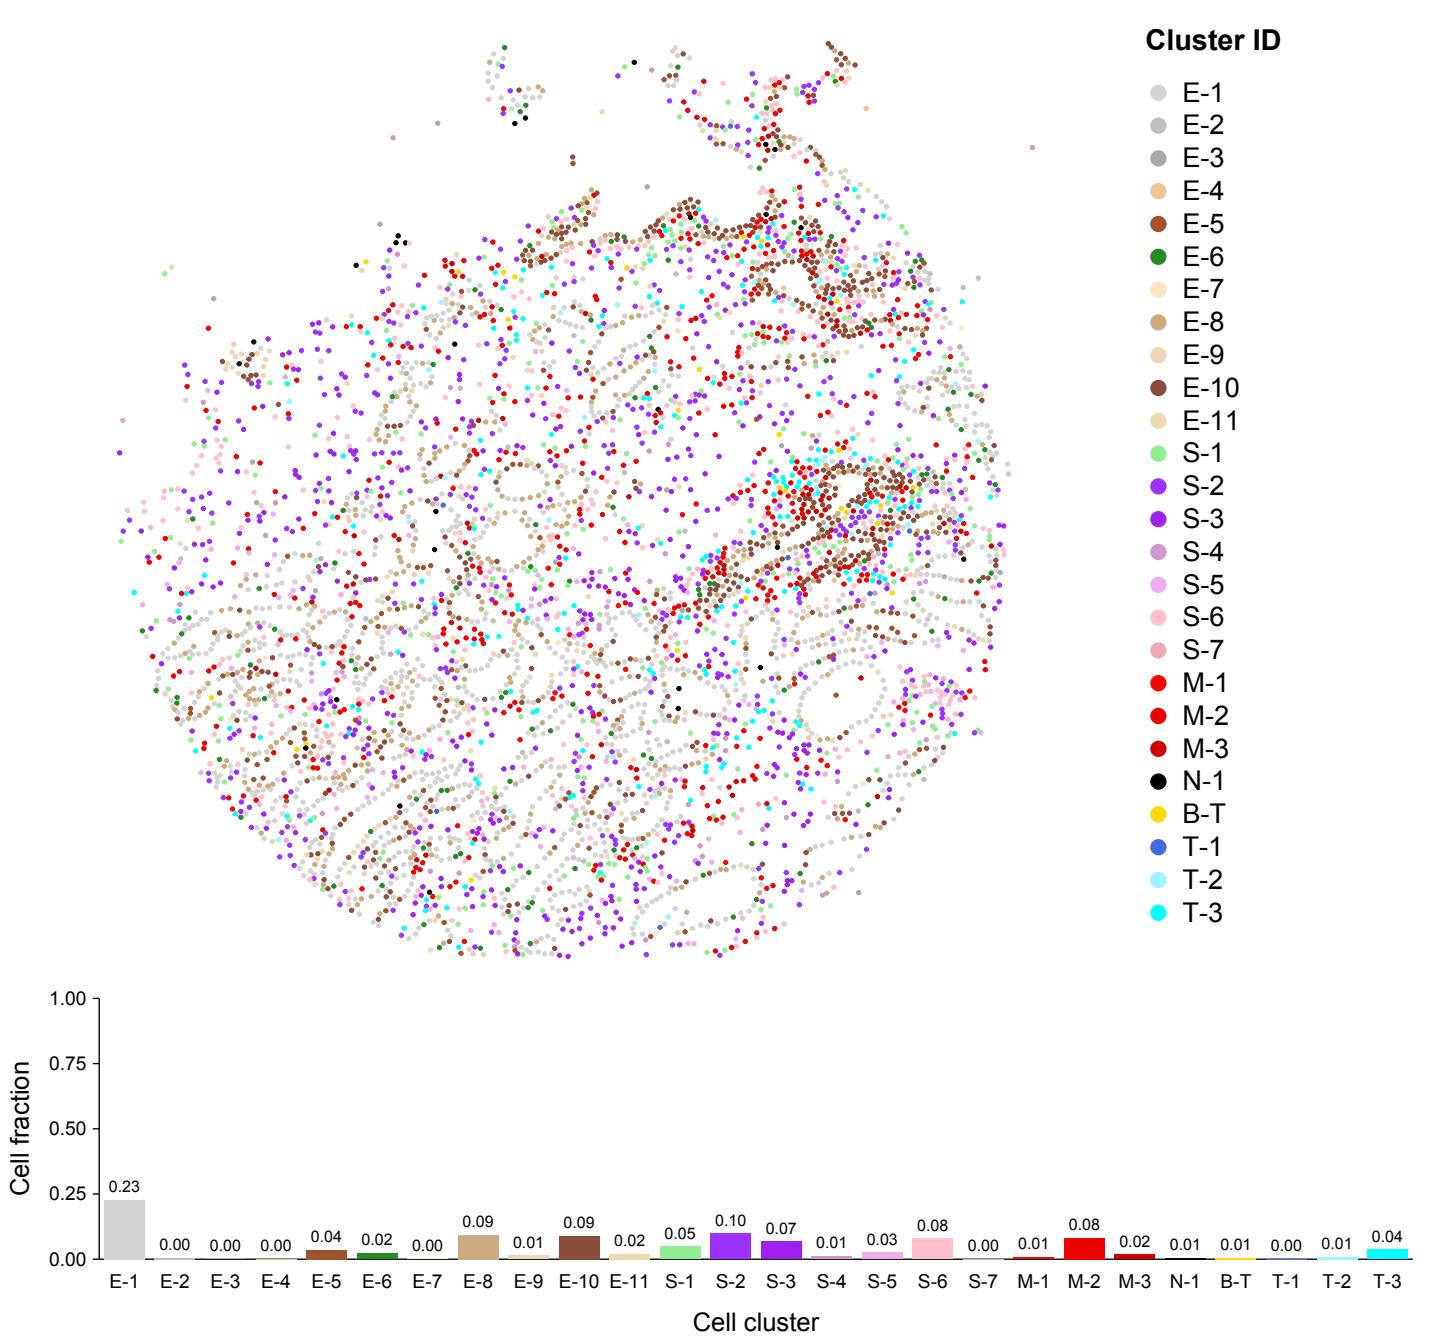 Cluster ID
E-1
E-2
E-3
E-4
E-5
E-6
E-7
E-8
E-9
E-10
E-11
S-1
S-2
S-3
S-4
S-5
S-6
S-7
M-1
M-2
M-3
N-1
B-T
T-1
T-2
T-3
1.00
0.75
0.50
0.25
0.00
Cell fraction
0.23 0.00 0.00 0.00 0.04 0.02 0.00 0.09 0.01 0.09 0.02 0.05 0.10 0.07 0.01 0.03 0.08 0.00 0.01 0.08 0.02 0.01 0.01 0.00 0.01 0.04
E-1 E-2 E-3 E-4 E-5 E-6 E-7 E-8 E-9 E-10 E-11 S-1 S-2 S-3 S-4 S-5 S-6 S-7 M-1 M-2 M-3 N-1 B-T T-1 T-2 T-3
Cell cluster